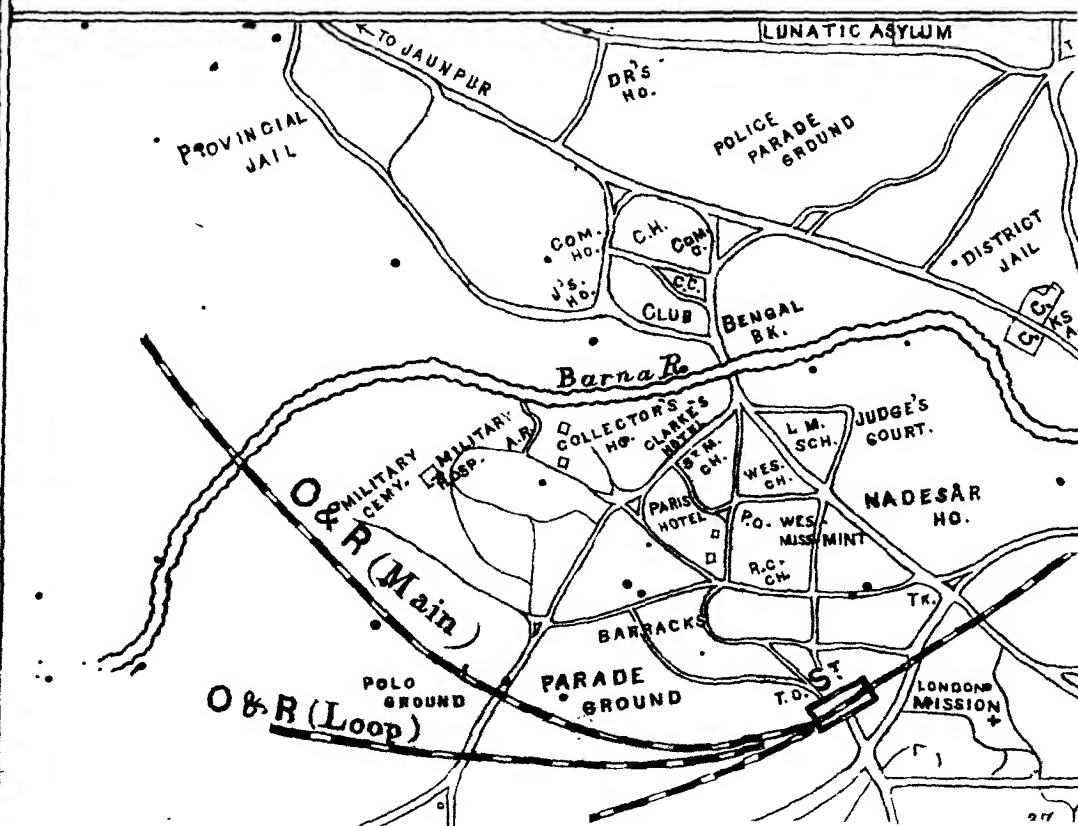 LUNATIC ASYLUM
←TO JAUNPUR
DR'S
HO.
POLICE
PARADE
GROUND
PROVINCIAL
JAIL
DISTRICT
JAIL
COM.
HO.
C.H.
COM.
O.
J'S.
HO.
C.C.
CLUB
BENGAL
BK.
Barna R.
COLLECTOR'S
HO.
CLARKE'S
HOTEL
ST M.
CH.
L M.
SCH.
JUDGE'S
COURT.
MILITARY
HOSP.
A.R.
MILITARY
CEMY.
WES.
CH.
NADESAR
HO.
PARIS
HOTEL
P.O.
WES.
MISS
MINT
R.C.
CH.
O & R (Main)
TK.
BARRACKS
POLO
GROUND
PARADE
GROUND
T.O.
ST
LONDON
MISSION
O & R (Loop)
37